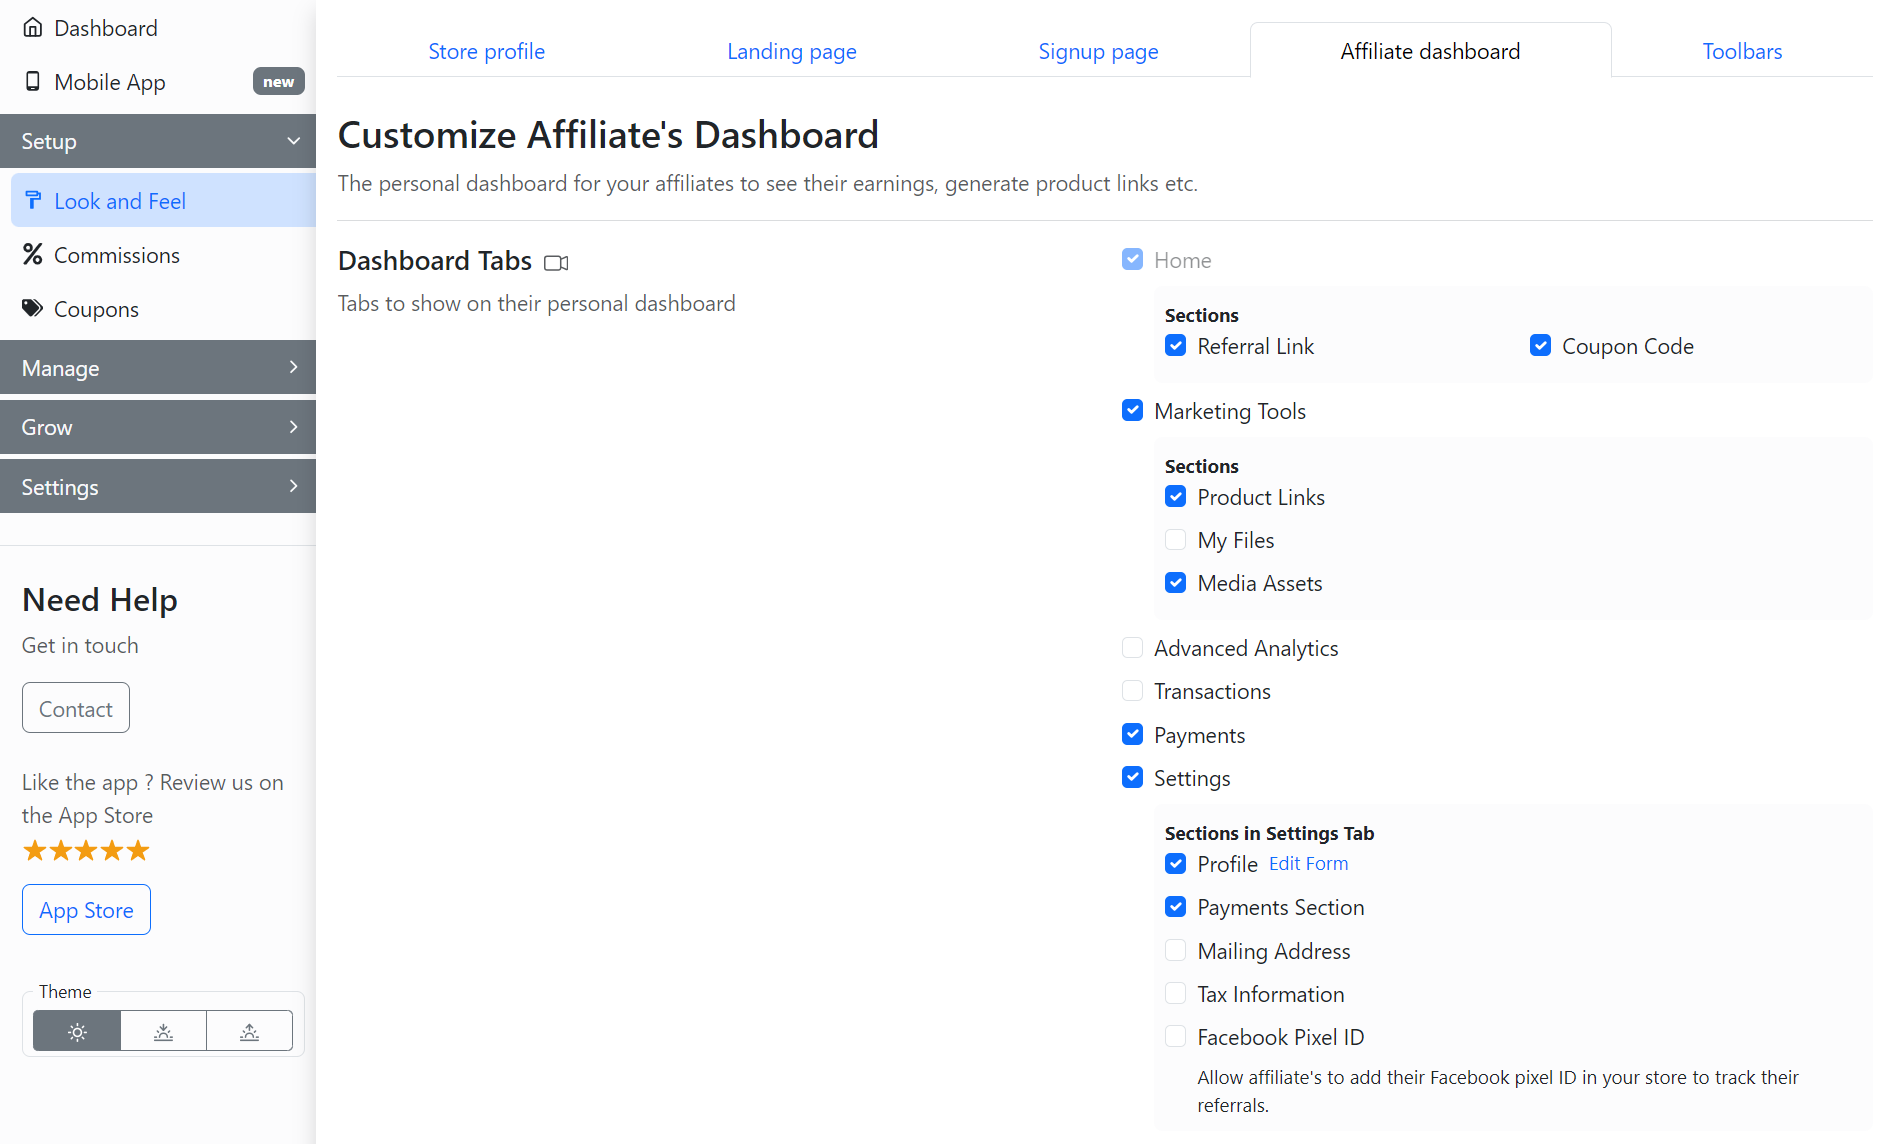 Dashboard
Mobile App new
Setup
Look and Feel
Commissions
Coupons
Manage
Grow
Settings
Need Help
Get in touch
Contact
Like the app ? Review us on
the App Store
App Store
Theme
Store profile Landing page Signup page Affiliate dashboard Toolbars
Customize Affiliate's Dashboard
The personal dashboard for your affiliates to see their earnings, generate product links etc.
Dashboard Tabs
Tabs to show on their personal dashboard
Home
Sections
Referral Link Coupon Code
Marketing Tools
Sections
Product Links
My Files
Media Assets
Advanced Analytics
Transactions
Payments
Settings
Sections in Settings Tab
Profile Edit Form
Payments Section
Mailing Address
Tax Information
Facebook Pixel ID
Allow affiliate's to add their Facebook pixel ID in your store to track their
referrals.